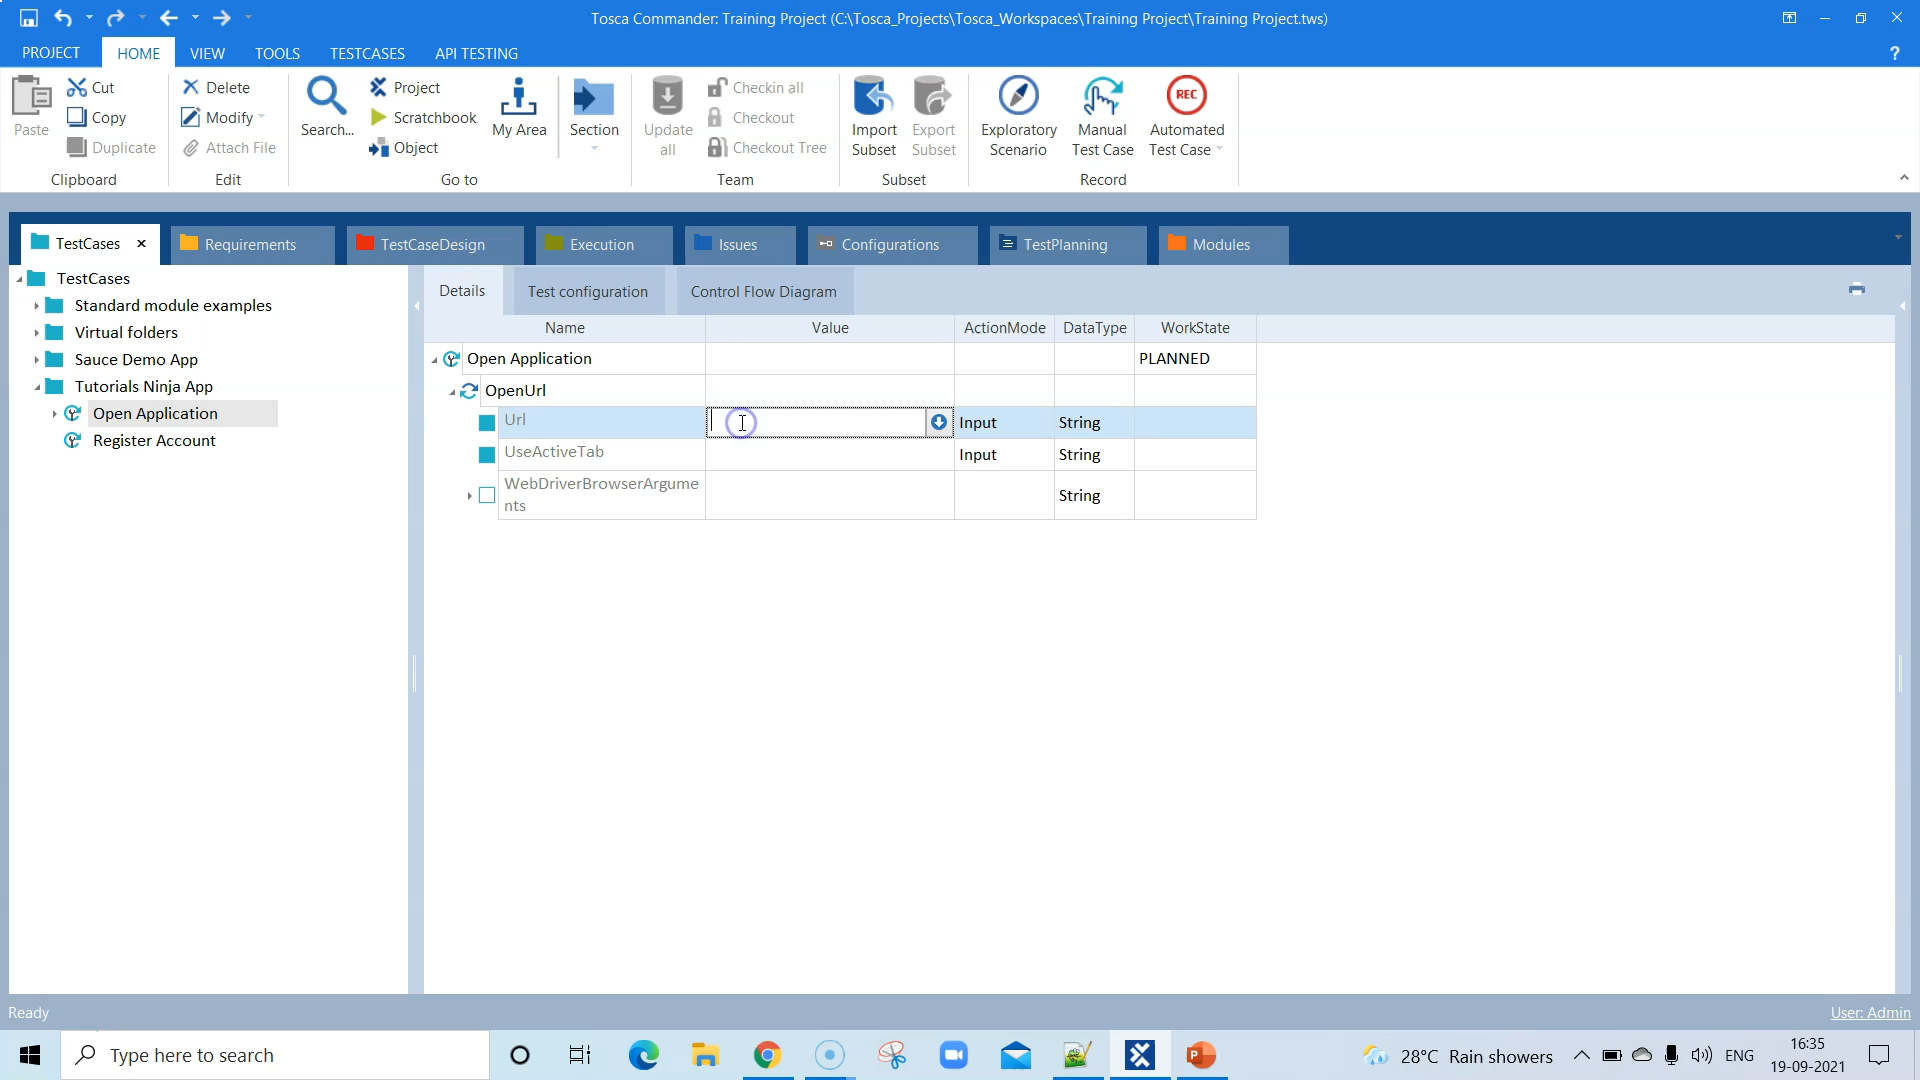 Tosca Commander: Training Project (C:\Tosca_Projects\Tosca_Workspaces\Training Project\Training Project.tws)
PROJECT HOME VIEW TOOLS TESTCASES API TESTING ?
Paste
Cut
Copy
Duplicate
Clipboard
Delete
Modify
Attach File
Edit
Search...
Project
Scratchbook
Object
My Area
Section
Go to
Update
all
Checkin all
Checkout
Checkout Tree
Team
Import
Subset
Export
Subset
Subset
Exploratory
Scenario
Manual
Test Case
REC
Automated
Test Case
Record
TestCases Requirements TestCaseDesign Execution Issues Configurations TestPlanning Modules
TestCases
Standard module examples
Virtual folders
Sauce Demo App
Tutorials Ninja App
Open Application
Register Account
Details Test configuration Control Flow Diagram
Name Value ActionMode DataType WorkState
Open Application PLANNED
OpenUrl
Url Input String
UseActiveTab Input String
WebDriverBrowserArgume
nts String
Ready User: Admin
Type here to search
28°C Rain showers ENG
16:35
19-09-2021